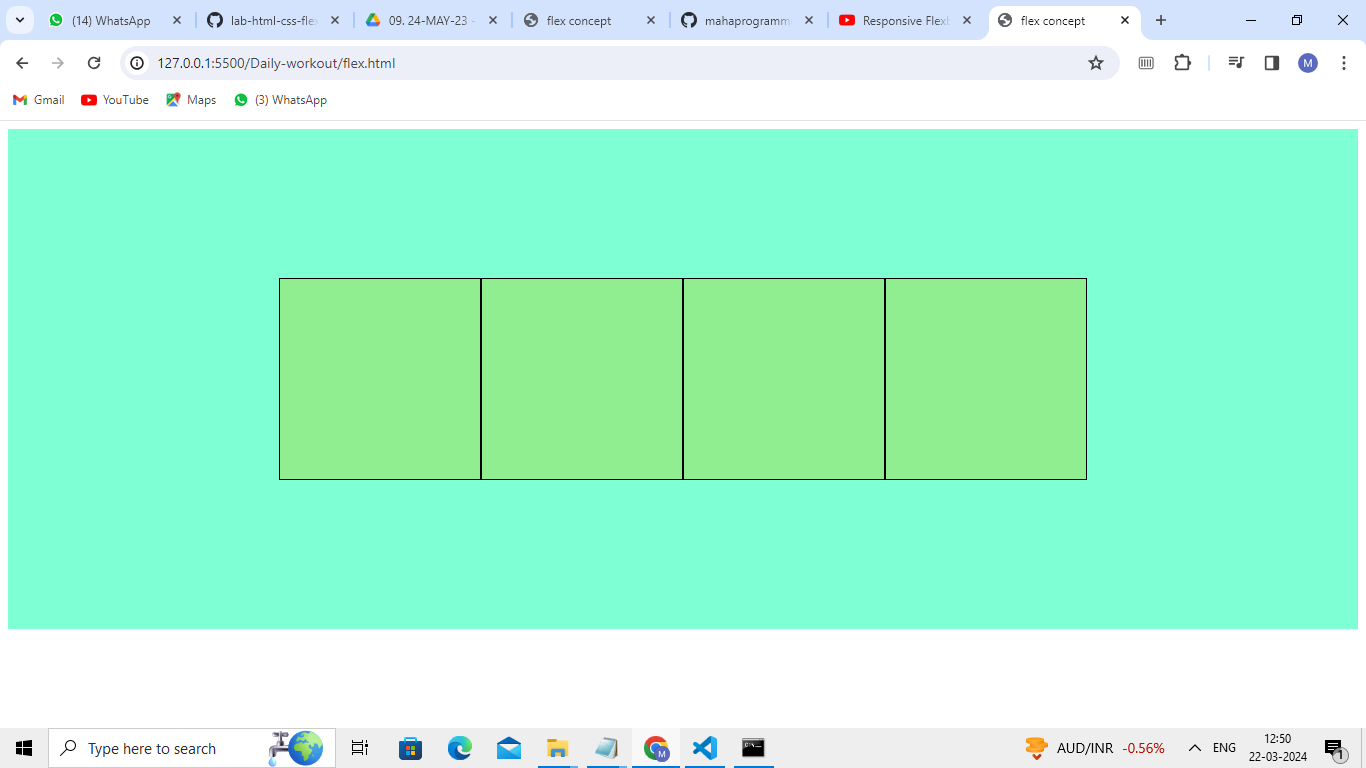 (14) WhatsApp
lab-html-css-flex
09. 24-MAY-23 -
flex concept
mahaprogramm
Responsive Flex
flex concept
127.0.0.1:5500/Daily-workout/flex.html
M
Gmail
YouTube
Maps
(3) WhatsApp
Type here to search
M
AUD/INR -0.56%
ENG
12:50
22-03-2024
1